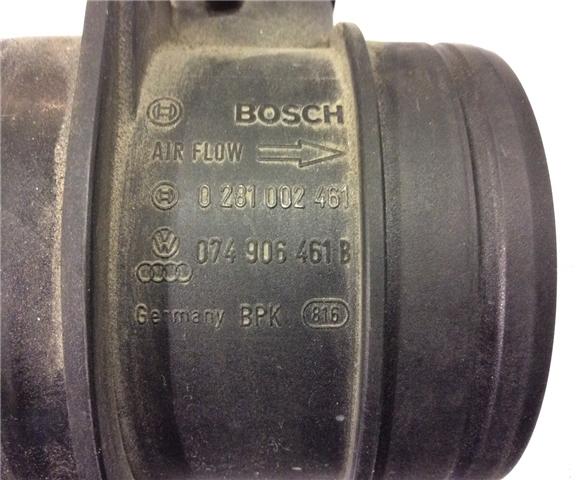 BOSCH
AIR FLOW
0 281 002 461
074 906 461 B
Germany BPK 816